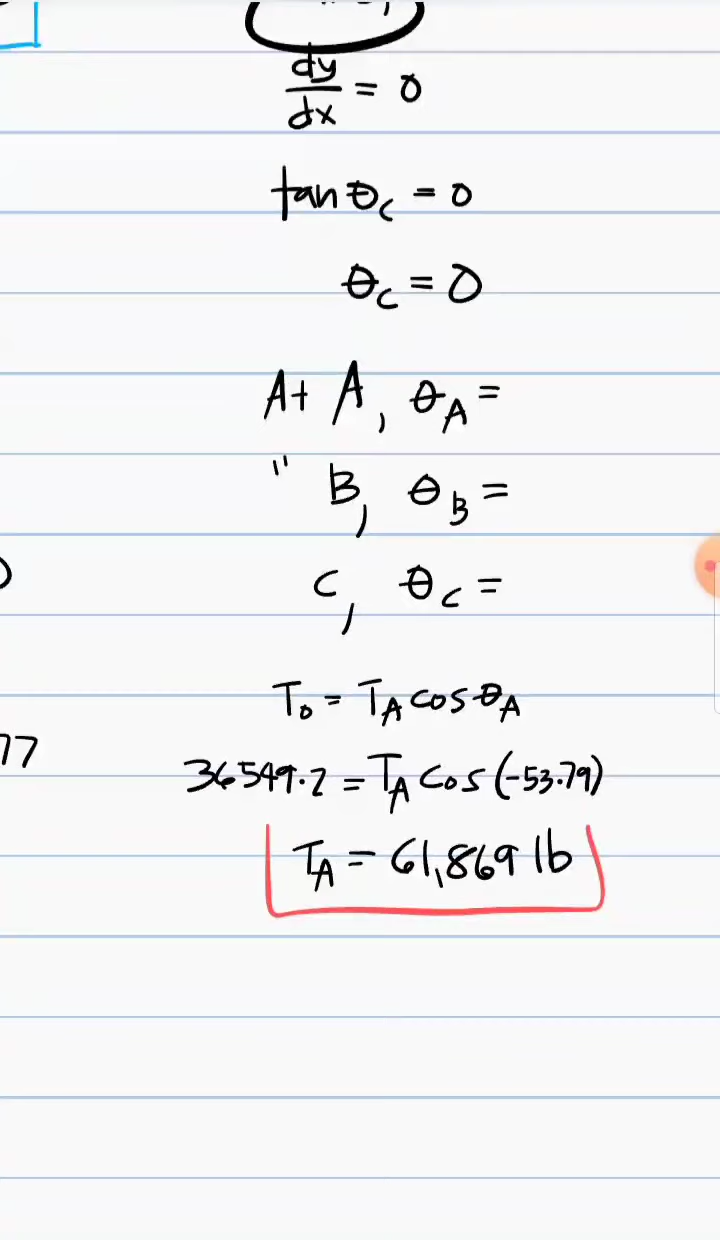 dy/dx = 0
tan θC = 0
θC = 0
At A, θA =
" B, θB =
C, θC =
T0 = TA cos θA
77
36549.2 = TA cos (-53.79)
TA = 61,869 lb